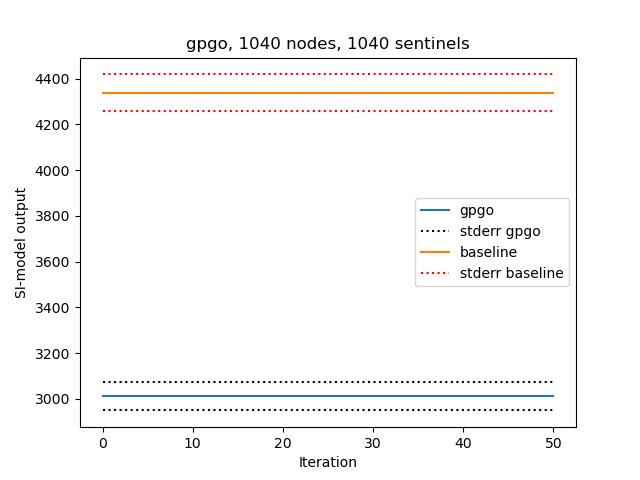 gpgo, 1040 nodes, 1040 sentinels
4400
4200
4000
3800
3600
3400
3200
3000
SI-model output
gpgo
stderr gpgo
baseline
stderr baseline
0 10 20 30 40 50
Iteration